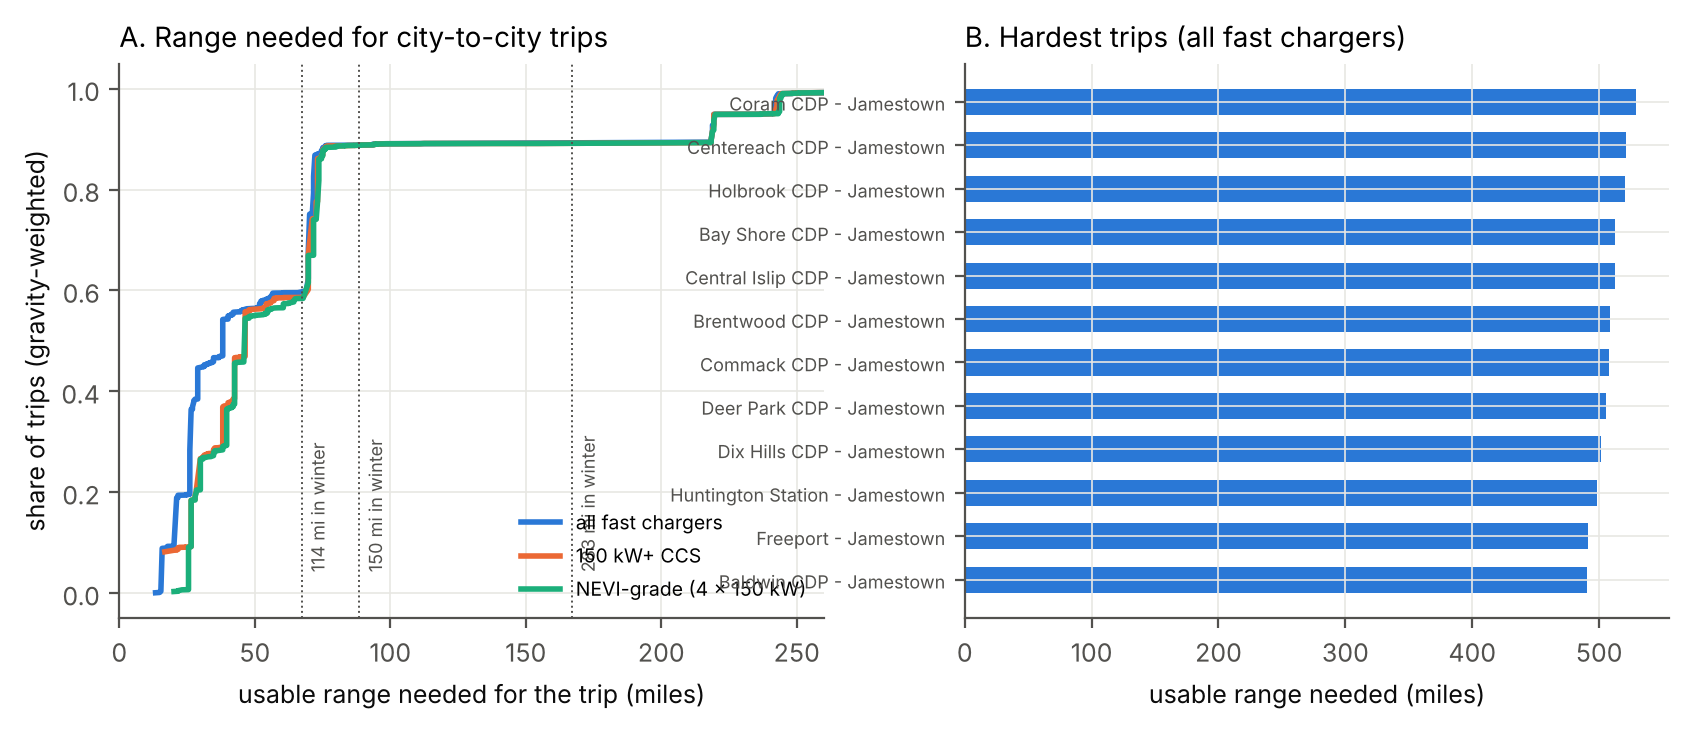 A. Range needed for city-to-city trips
share of trips (gravity-weighted)
1.0
0.8
0.6
0.4
0.2
0.0
114 mi in winter
150 mi in winter
mi in winter
all fast chargers
150 kW+ CCS
NEVI-grade (4 × 150 kW)
0
50
100
150
200
250
usable range needed for the trip (miles)
B. Hardest trips (all fast chargers)
Coram CDP - Jamestown
Centereach CDP - Jamestown
Holbrook CDP - Jamestown
Bay Shore CDP - Jamestown
Central Islip CDP - Jamestown
Brentwood CDP - Jamestown
Commack CDP - Jamestown
Deer Park CDP - Jamestown
Dix Hills CDP - Jamestown
Huntington Station - Jamestown
Freeport - Jamestown
Baldwin CDP - Jamestown
0
100
200
300
400
500
usable range needed (miles)